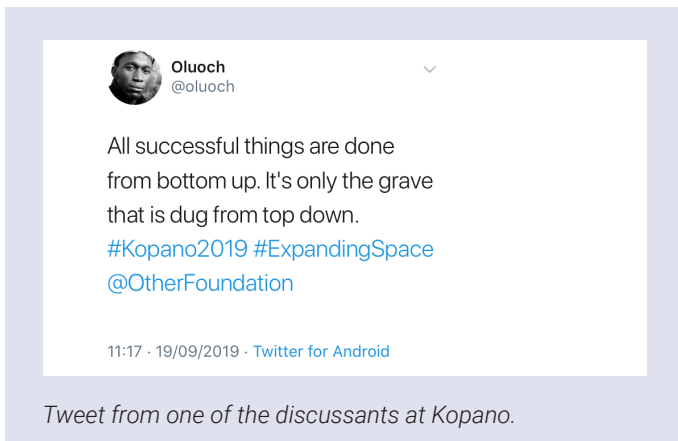 Oluoch
@oluoch
All successful things are done
from bottom up. It's only the grave
that is dug from top down.
#Kopano2019 #ExpandingSpace
@OtherFoundation
11:17 · 19/09/2019 · Twitter for Android
Tweet from one of the discussants at Kopano.